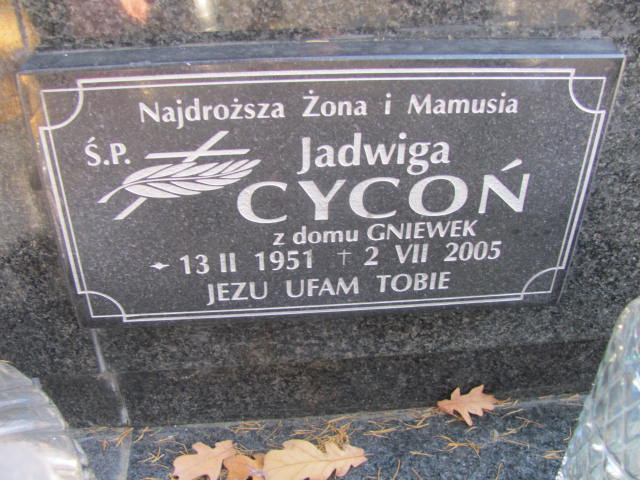 Najdroższa Żona i Mamusia
Ś.P. Jadwiga
CYCOŃ
z domu GNIEWEK
13 II 1951 † 2 VII 2005
JEZU UFAM TOBIE